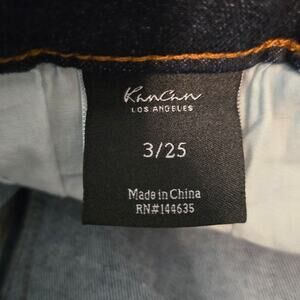 KanCan
LOS ANGELES
3/25
Made in China
RN#144635